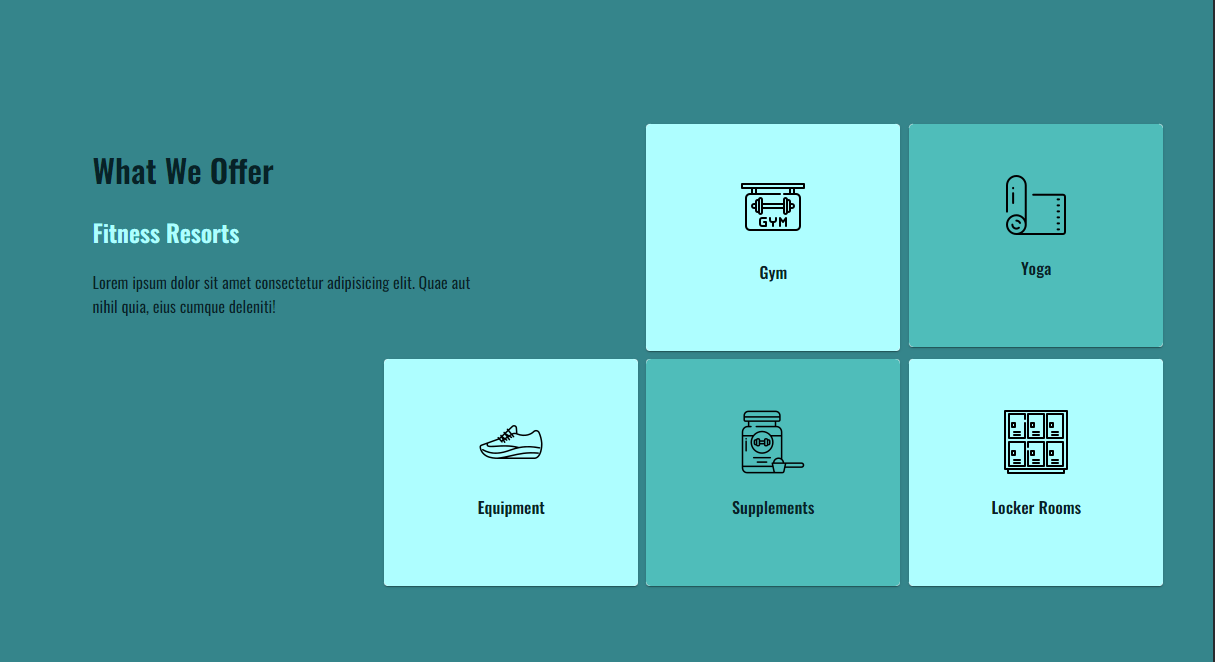 What We Offer
Fitness Resorts
Lorem ipsum dolor sit amet consectetur adipisicing elit. Quae aut
nihil quia, eius cumque deleniti!
GYM
Gym
Yoga
Equipment
Supplements
Locker Rooms